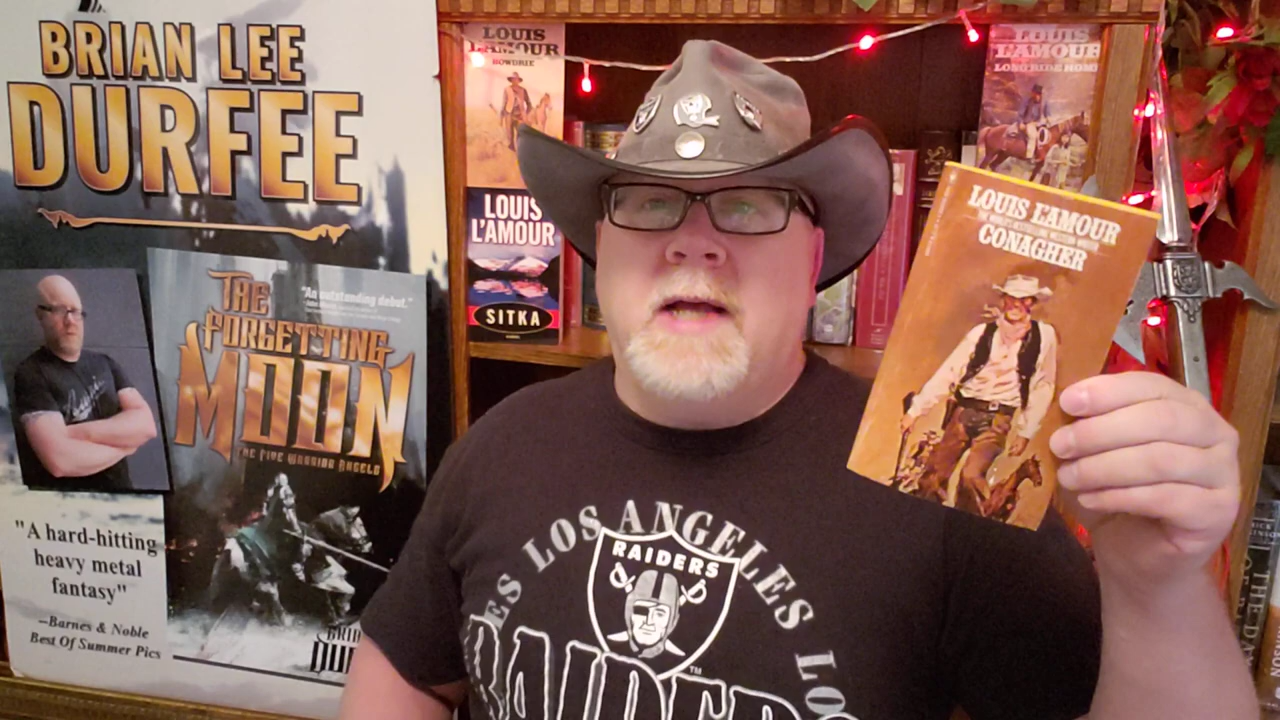 BRIAN LEE
DURFEE
THE
"An outstanding debut."
FORGETTING
MOON
THE FIVE WARRIOR ANGELS
"A hard-hitting
heavy metal
fantasy"
—Barnes & Noble
Best Of Summer Pics
LOUIS
L'AMOUR
BOWDRIE
LOUIS
L'AMOUR
SITKA
LOUIS
L'AMOUR
LONG RIDE HOME
LOUIS L'AMOUR
CONAGHER
LOS ANGELES
RAIDERS
RAIDERS
TM